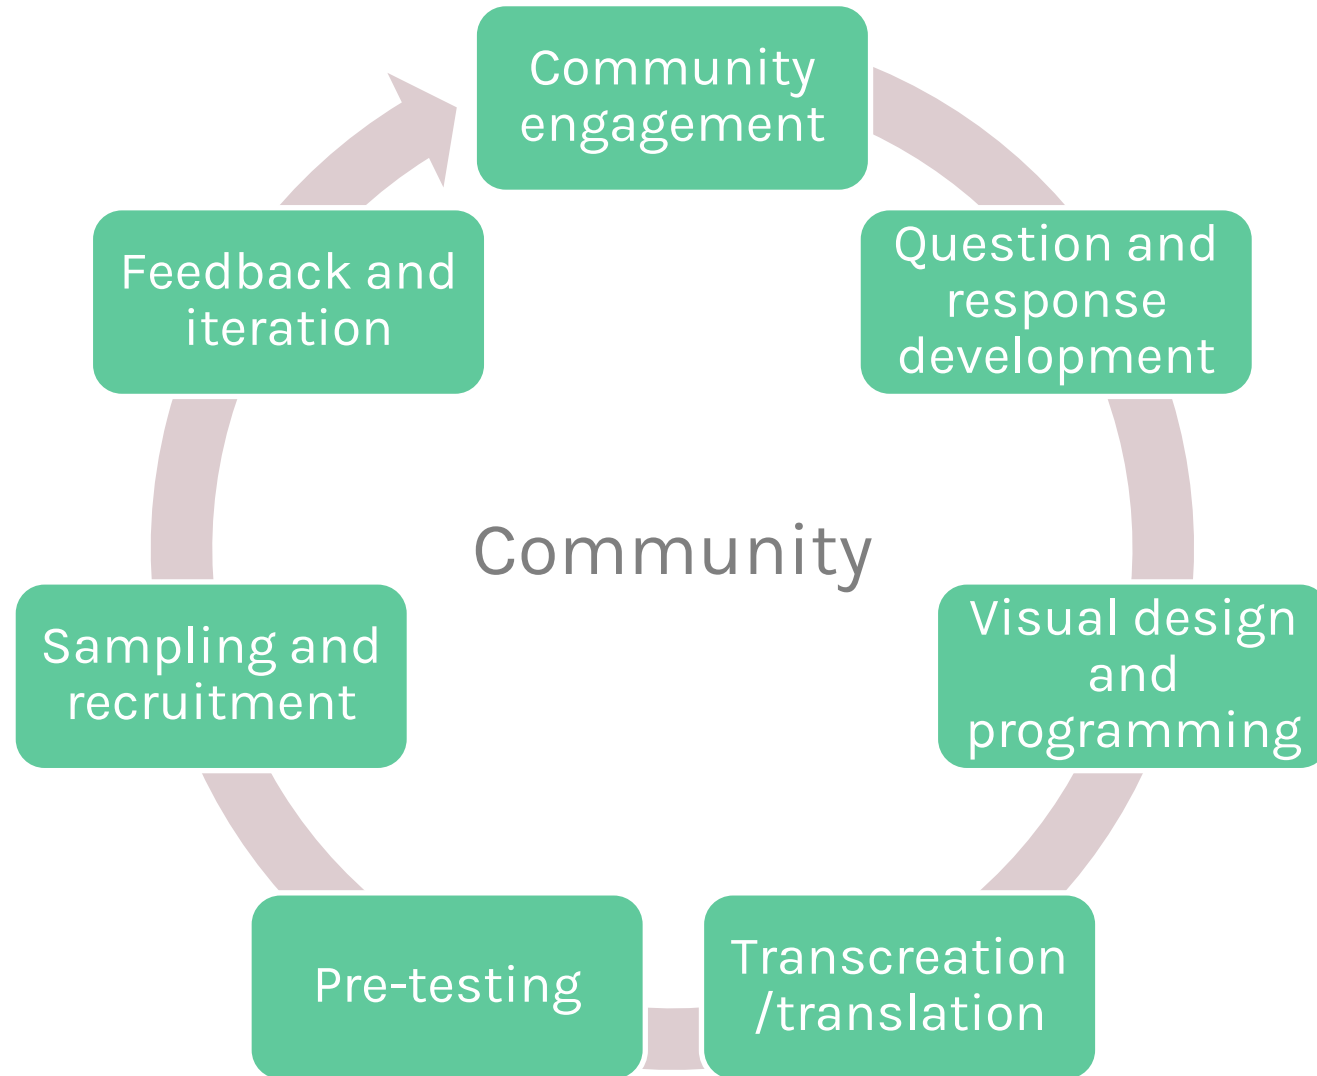 Community
engagement
Question and
response
development
Visual design
and
programming
Transcreation
/translation
Pre-testing
Sampling and
recruitment
Feedback and
iteration
Community